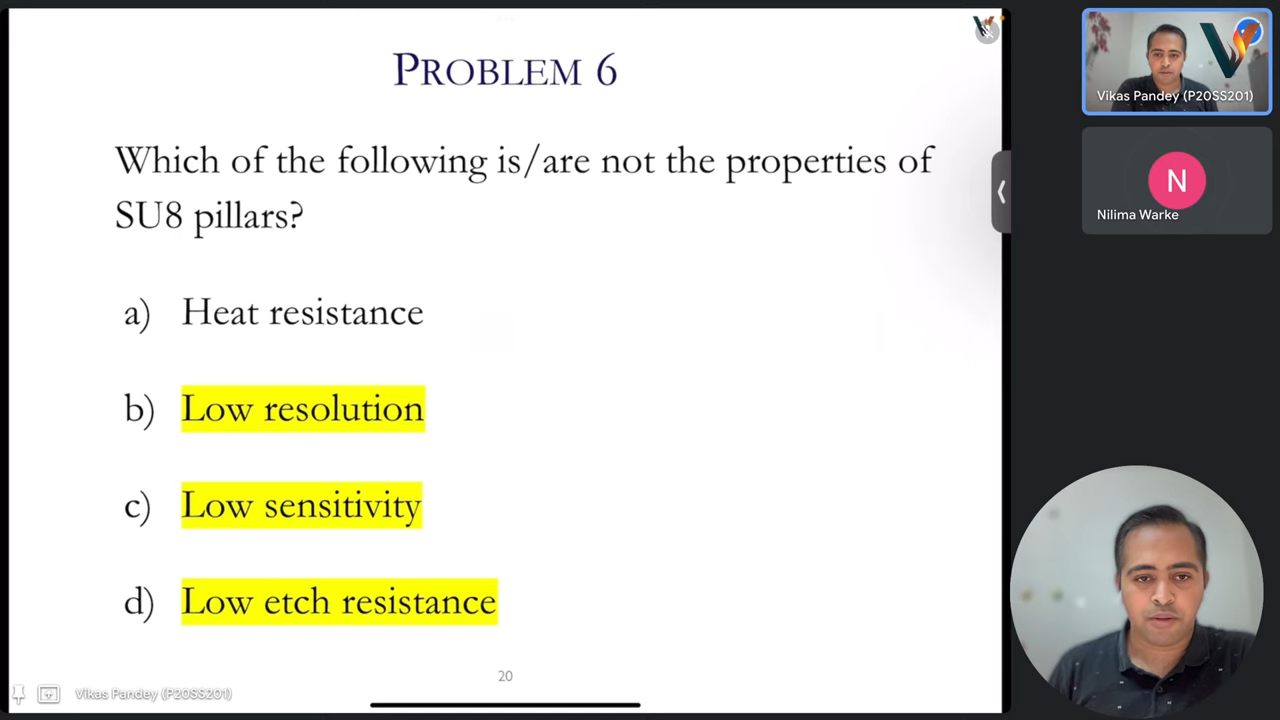 PROBLEM 6
Which of the following is/are not the properties of
SU8 pillars?
a) Heat resistance
b) Low resolution
c) Low sensitivity
d) Low etch resistance
20
Vikas Pandey (P20SS201)
Vikas Pandey (P20SS201)
N
Nilima Warke